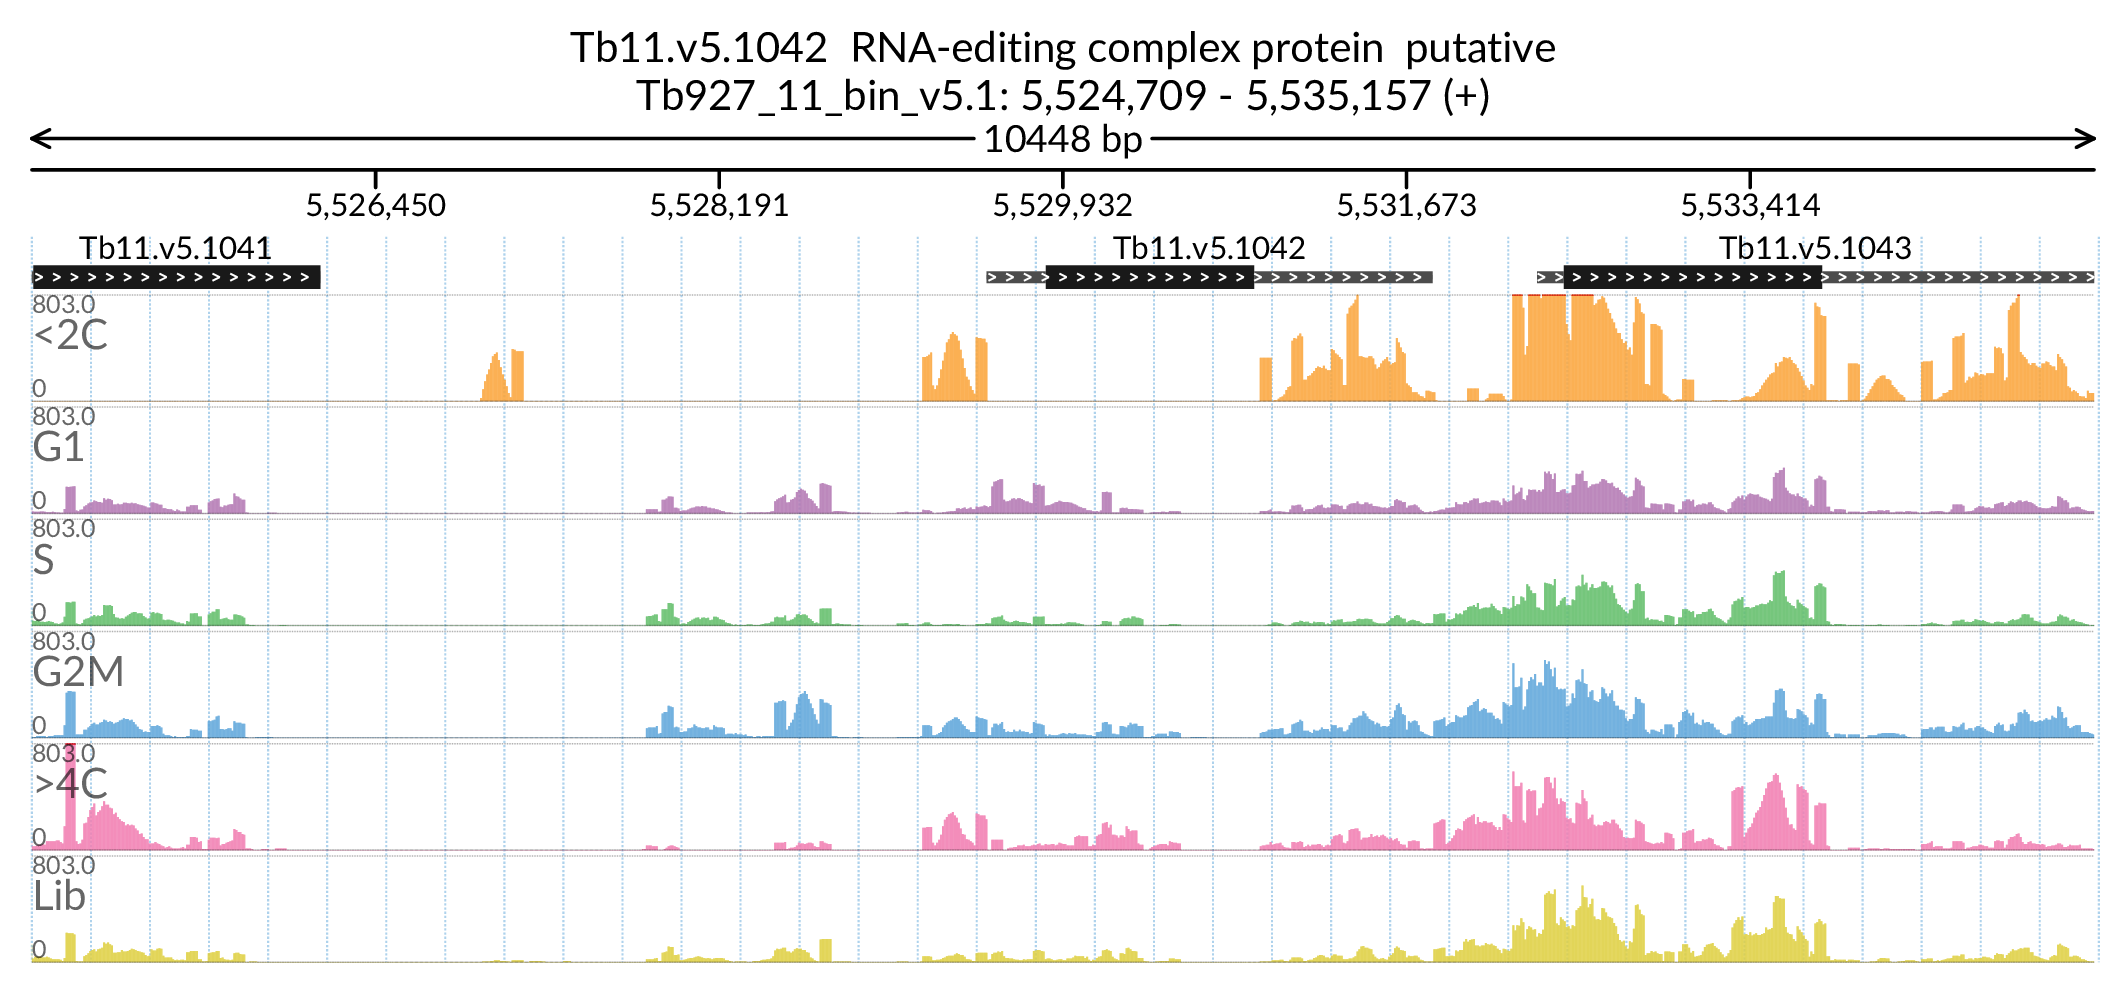 Tb11.v5.1042  RNA-editing complex protein  putative
Tb927_11_bin_v5.1: 5,524,709 - 5,535,157 (+)
10448 bp
5,526,450 5,528,191 5,529,932 5,531,673 5,533,414
Tb11.v5.1041 Tb11.v5.1042 Tb11.v5.1043
803.0
<2C
0
803.0
G1
0
803.0
S
0
803.0
G2M
0
803.0
>4C
0
803.0
Lib
0